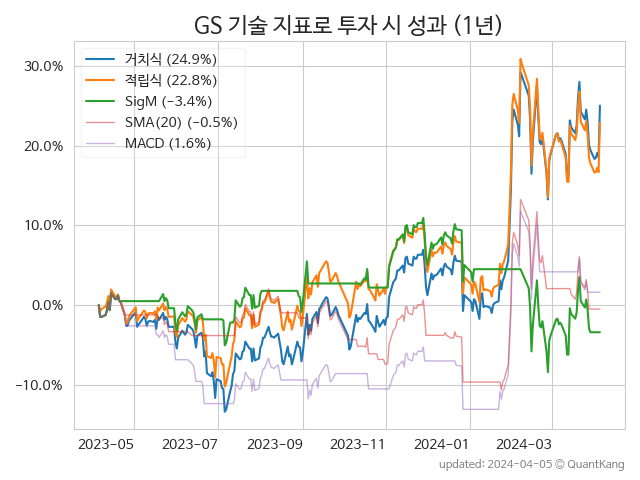 GS 기술 지표로 투자 시 성과 (1년)
거치식 (24.9%)
적립식 (22.8%)
SigM (−3.4%)
SMA(20) (−0.5%)
MACD (1.6%)
30.0%
20.0%
10.0%
0.0%
−10.0%
2023−05 2023−07 2023−09 2023−11 2024−01 2024−03
updated: 2024−04−05 © QuantKang